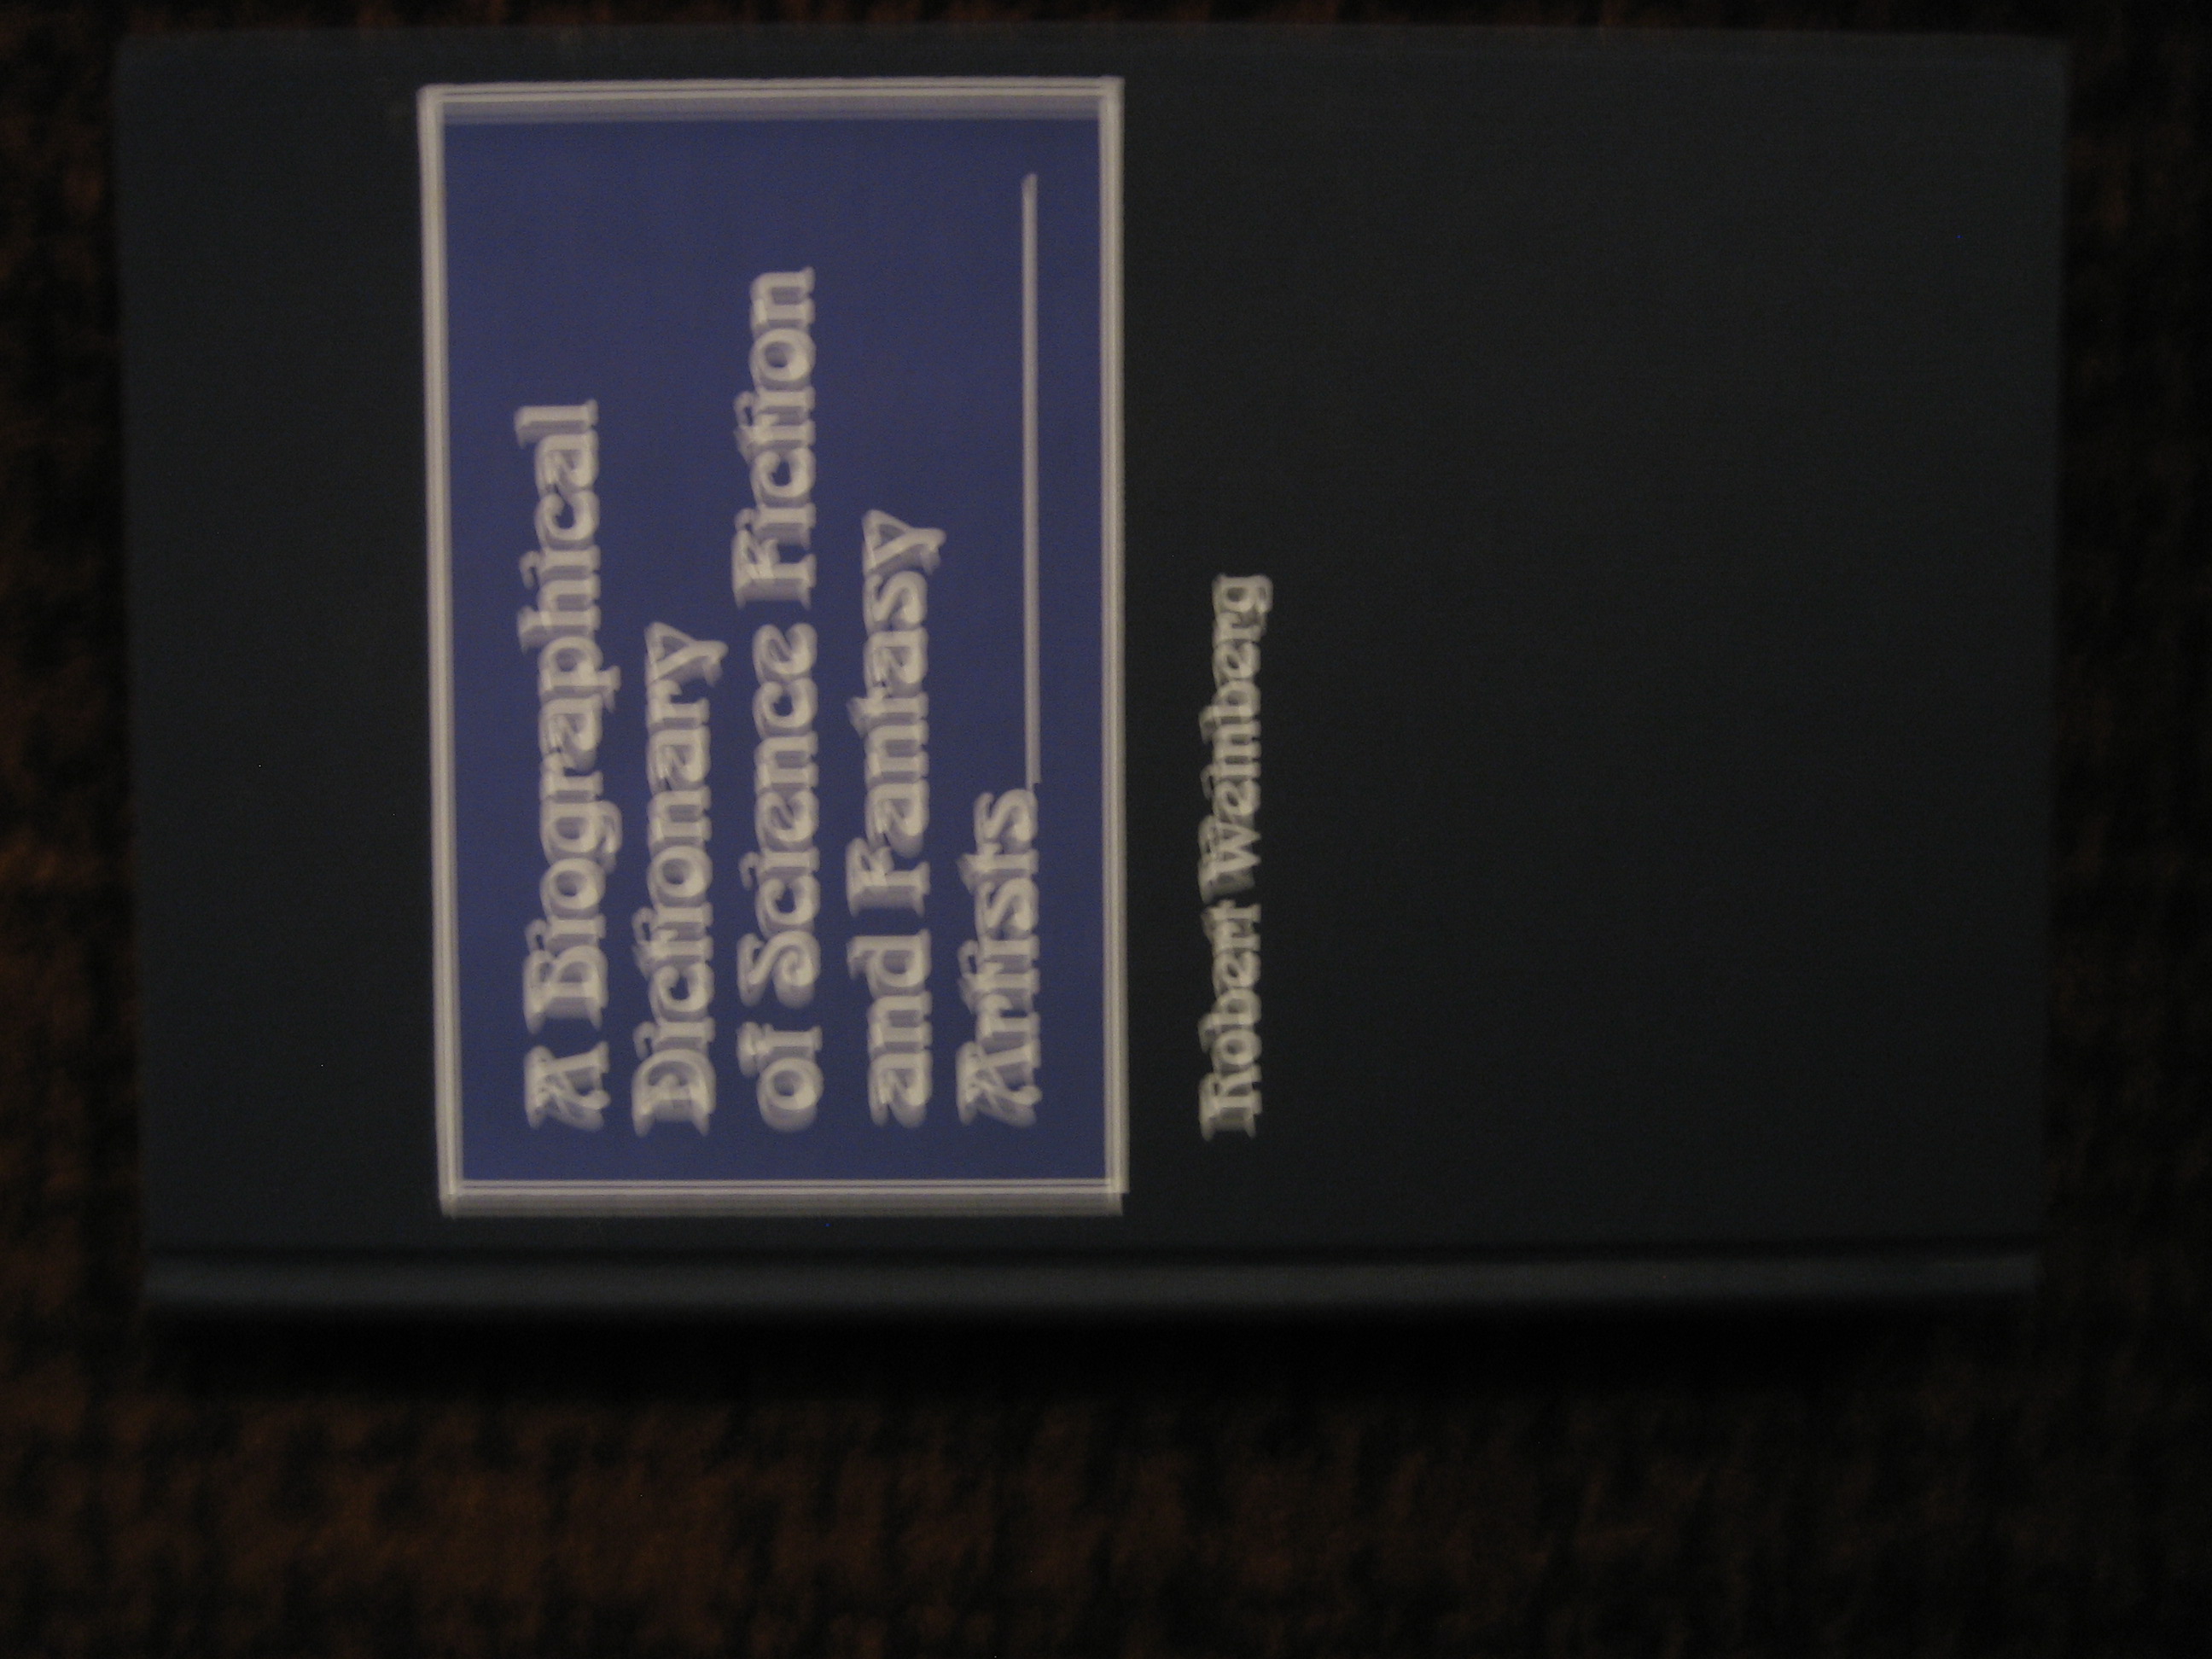 A Biographical
Dictionary
of Science Fiction
and Fantasy
Artists
Robert Weinberg